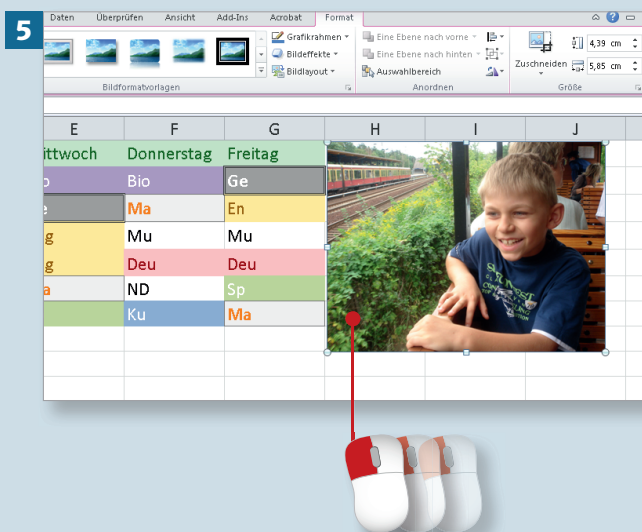 5
Daten Überprüfen Ansicht Add-Ins Acrobat Format
Grafikrahmen Eine Ebene nach vorne
Bildeffekte Eine Ebene nach hinten
Bildlayout Auswahlbereich
Zuschneiden 4,39 cm
5,85 cm
Bildformatvorlagen Anordnen Größe
E F G H I J
ittwoch Donnerstag Freitag
Bio Ge
Ma En
g Mu Mu
g Deu Deu
a ND Sp
Ku Ma